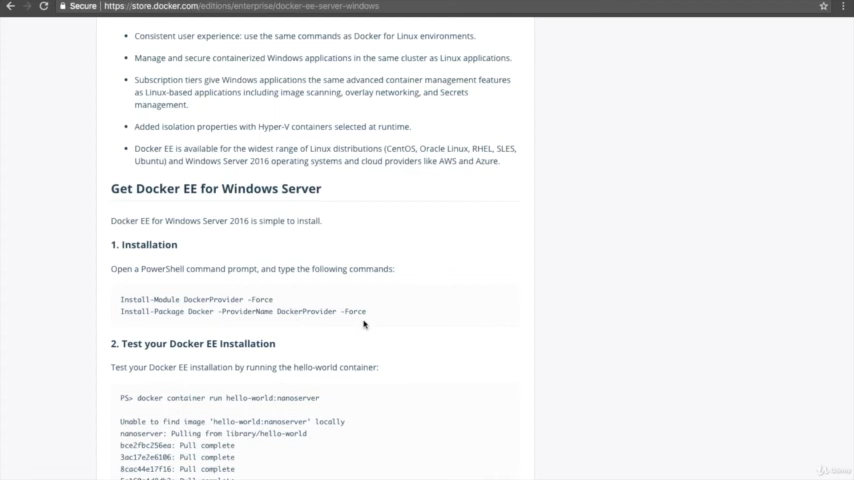 Secure https://store.docker.com/editions/enterprise/docker-ee-server-windows
• Consistent user experience: use the same commands as Docker for Linux environments.
• Manage and secure containerized Windows applications in the same cluster as Linux applications.
• Subscription tiers give Windows applications the same advanced container management features
as Linux-based applications including image scanning, overlay networking, and Secrets
management.
• Added isolation properties with Hyper-V containers selected at runtime.
• Docker EE is available for the widest range of Linux distributions (CentOS, Oracle Linux, RHEL, SLES,
Ubuntu) and Windows Server 2016 operating systems and cloud providers like AWS and Azure.
Get Docker EE for Windows Server
Docker EE for Windows Server 2016 is simple to install.
1. Installation
Open a PowerShell command prompt, and type the following commands:
Install-Module DockerProvider -Force
Install-Package Docker -ProviderName DockerProvider -Force
2. Test your Docker EE Installation
Test your Docker EE installation by running the hello-world container:
PS> docker container run hello-world:nanoserver
Unable to find image 'hello-world:nanoserver' locally
nanoserver: Pulling from library/hello-world
bce2fbc256ea: Pull complete
3ac17e2e6106: Pull complete
8cac44e17f16: Pull complete
Udemy